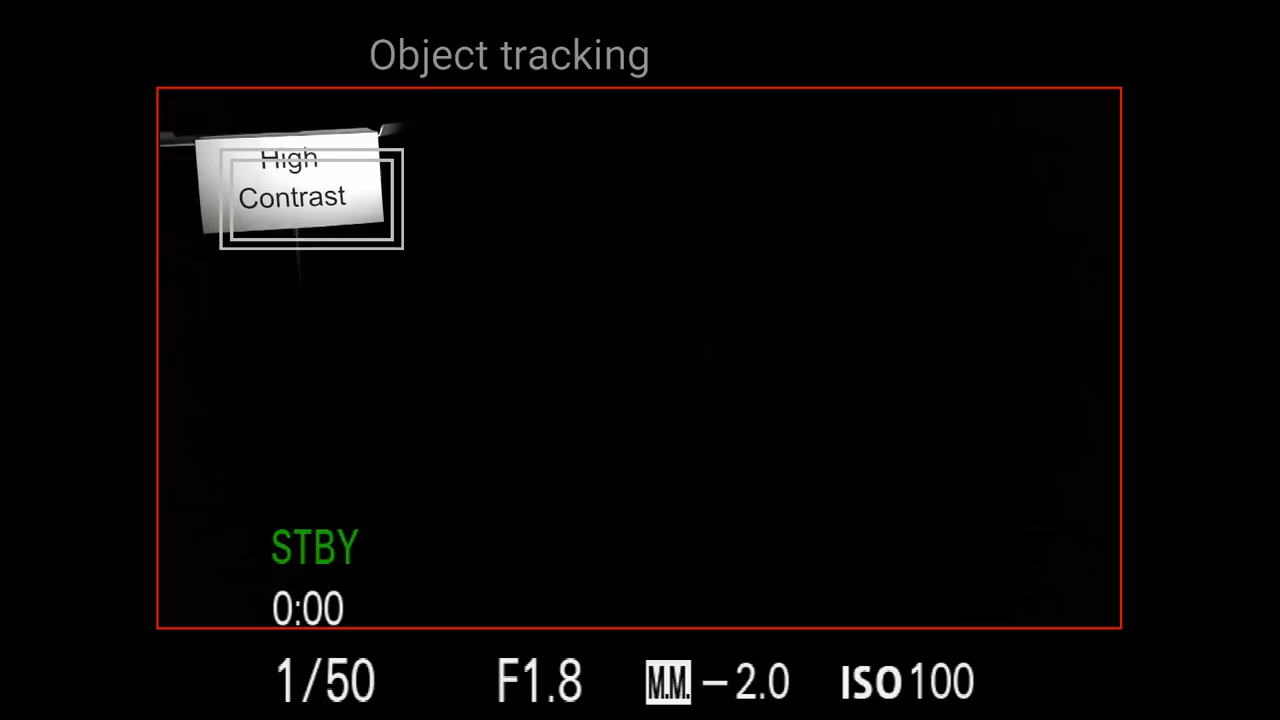 Object tracking
High
Contrast
STBY
0:00
1/50 F1.8 M.M. −2.0 ISO 100